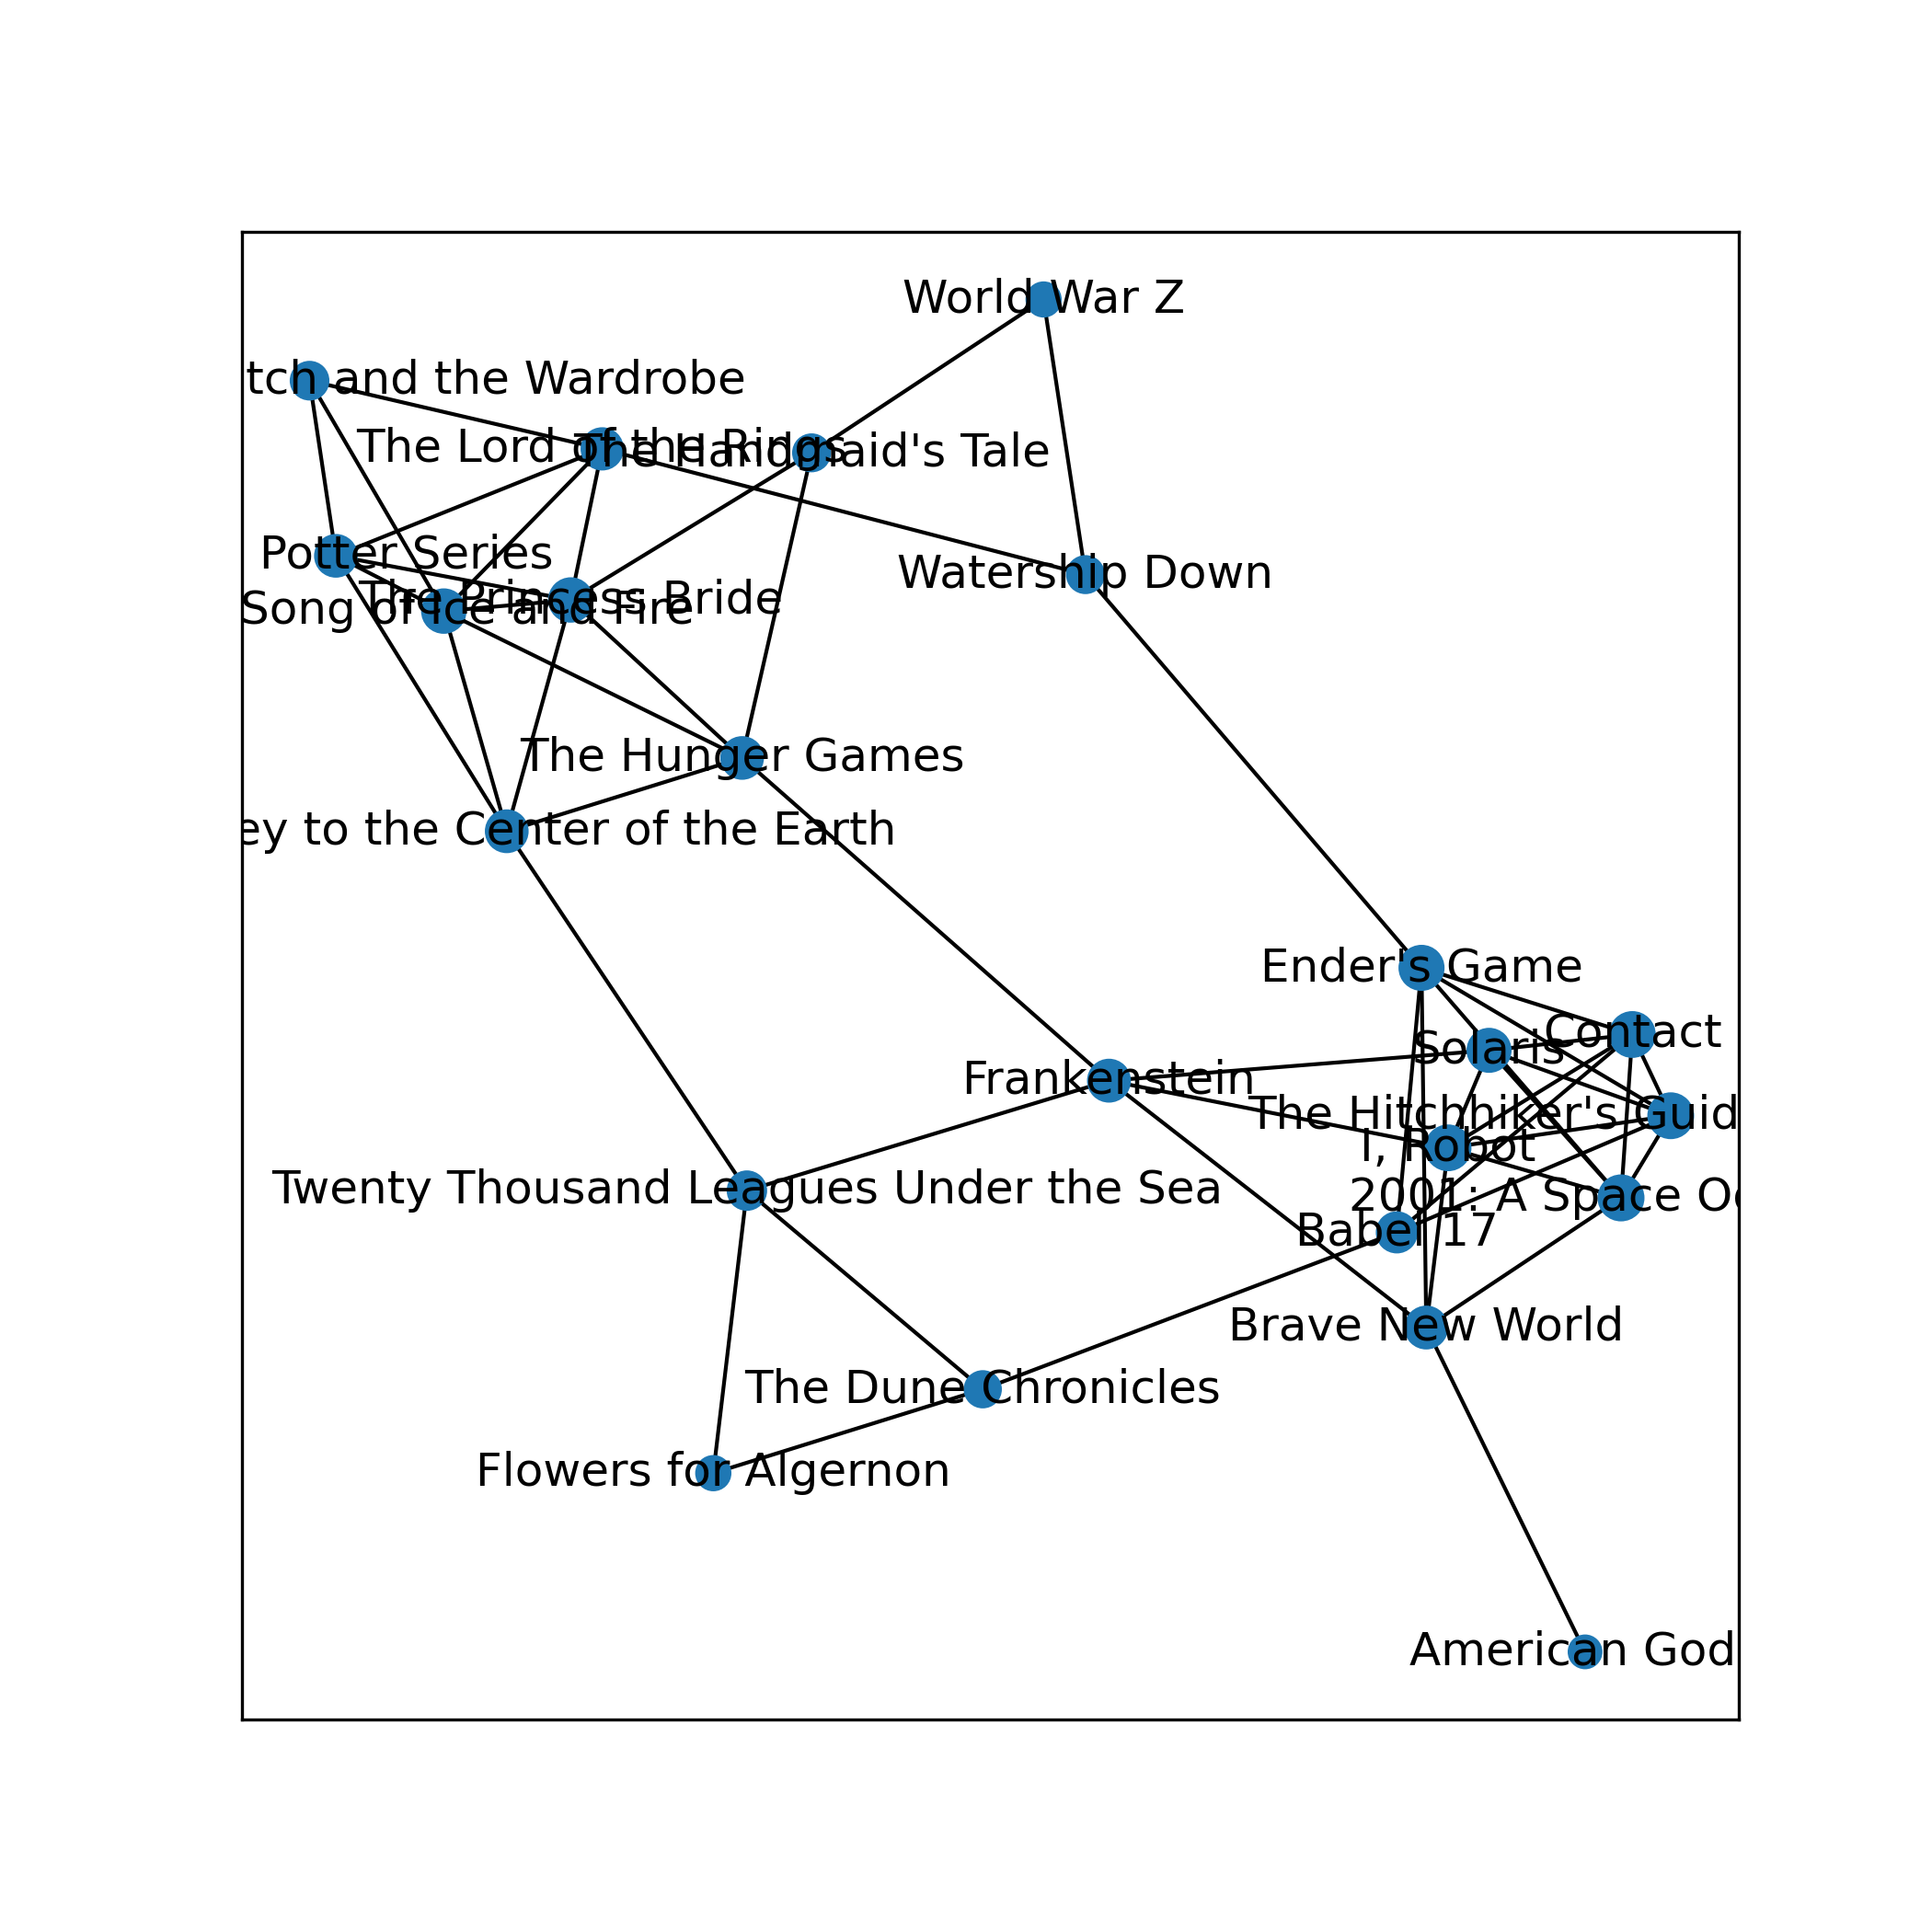 World War Z
tch and the Wardrobe
The Lord of the Rings
The Handmaid's Tale
Potter Series
Watership Down
The Princess Bride
Song of Ice and Fire
The Hunger Games
ey to the Center of the Earth
Ender's Game
Contact
Solaris
Frankenstein
The Hitchhiker's Guid
I, Robot
Twenty Thousand Leagues Under the Sea
2001: A Space Od
Babel 17
Brave New World
The Dune Chronicles
Flowers for Algernon
American God